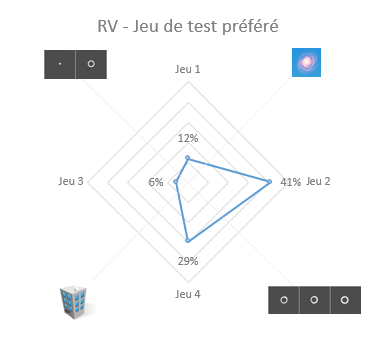 RV - Jeu de test préféré
Jeu 1
12%
Jeu 3
6%
41%
Jeu 2
29%
Jeu 4